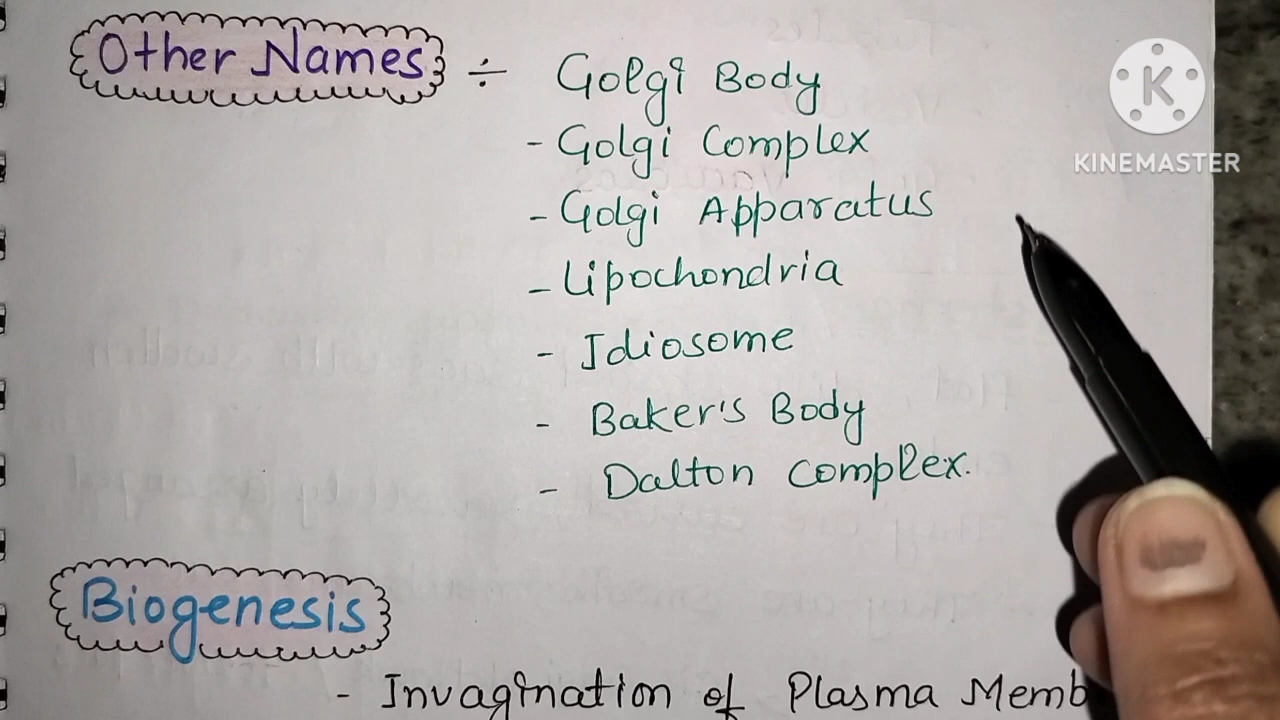 Other Names ÷ Golgi Body
- Golgi Complex
- Golgi Apparatus
- Lipochondria
- Idiosome
- Baker's Body
- Dalton Complex.
Biogenesis
- Invagination of Plasma Memb
K
KINEMASTER